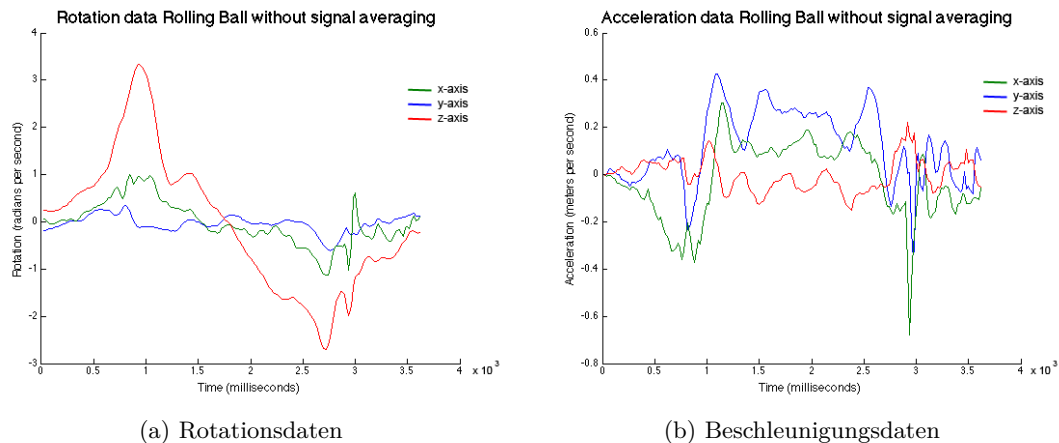 Rotation data Rolling Ball without signal averaging
4
3
2
1
0
-1
-2
-3
Rotation (radians per second)
x-axis
y-axis
z-axis
0 0.5 1 1.5 2 2.5 3 3.5 4
x 10³
Time (milliseconds)
(a) Rotationsdaten
Acceleration data Rolling Ball without signal averaging
0.6
0.4
0.2
0
-0.2
-0.4
-0.6
-0.8
Acceleration (meters per second)
x-axis
y-axis
z-axis
0 0.5 1 1.5 2 2.5 3 3.5 4
x 10³
Time (milliseconds)
(b) Beschleunigungsdaten